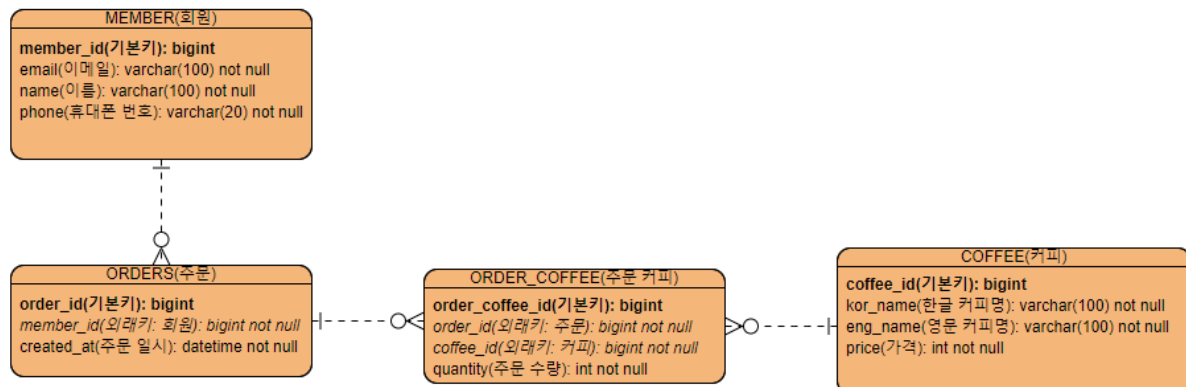 MEMBER(회원)
member_id(기본키): bigint
email(이메일): varchar(100) not null
name(이름): varchar(100) not null
phone(휴대폰 번호): varchar(20) not null
ORDERS(주문)
order_id(기본키): bigint
member_id(외래키: 회원): bigint not null
created_at(주문 일시): datetime not null
ORDER_COFFEE(주문 커피)
order_coffee_id(기본키): bigint
order_id(외래키: 주문): bigint not null
coffee_id(외래키: 커피): bigint not null
quantity(주문 수량): int not null
COFFEE(커피)
coffee_id(기본키): bigint
kor_name(한글 커피명): varchar(100) not null
eng_name(영문 커피명): varchar(100) not null
price(가격): int not null